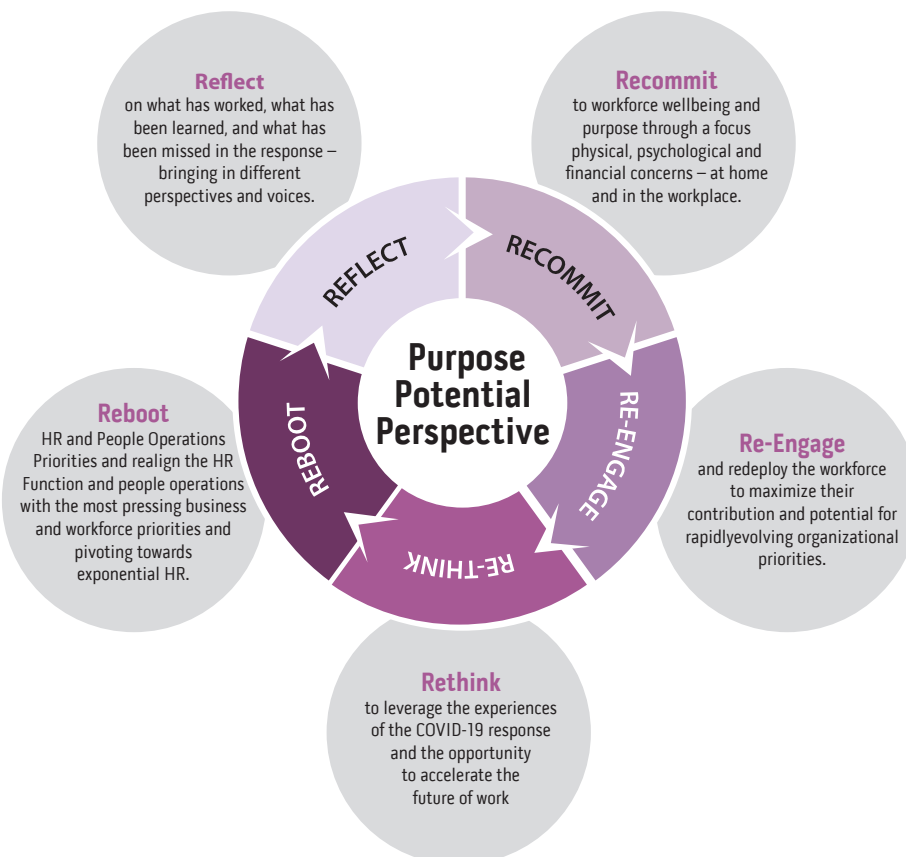 Reflect
on what has worked, what has
been learned, and what has
been missed in the response –
bringing in different
perspectives and voices.
Recommit
to workforce wellbeing and
purpose through a focus
physical, psychological and
financial concerns – at home
and in the workplace.
REFLECT
RECOMMIT
Purpose
Potential
Perspective
RE-ENGAGE
RE-THINK
REBOOT
Re-Engage
and redeploy the workforce
to maximize their
contribution and potential for
rapidlyevolving organizational
priorities.
Rethink
to leverage the experiences
of the COVID-19 response
and the opportunity
to accelerate the
future of work
Reboot
HR and People Operations
Priorities and realign the HR
Function and people operations
with the most pressing business
and workforce priorities and
pivoting towards
exponential HR.